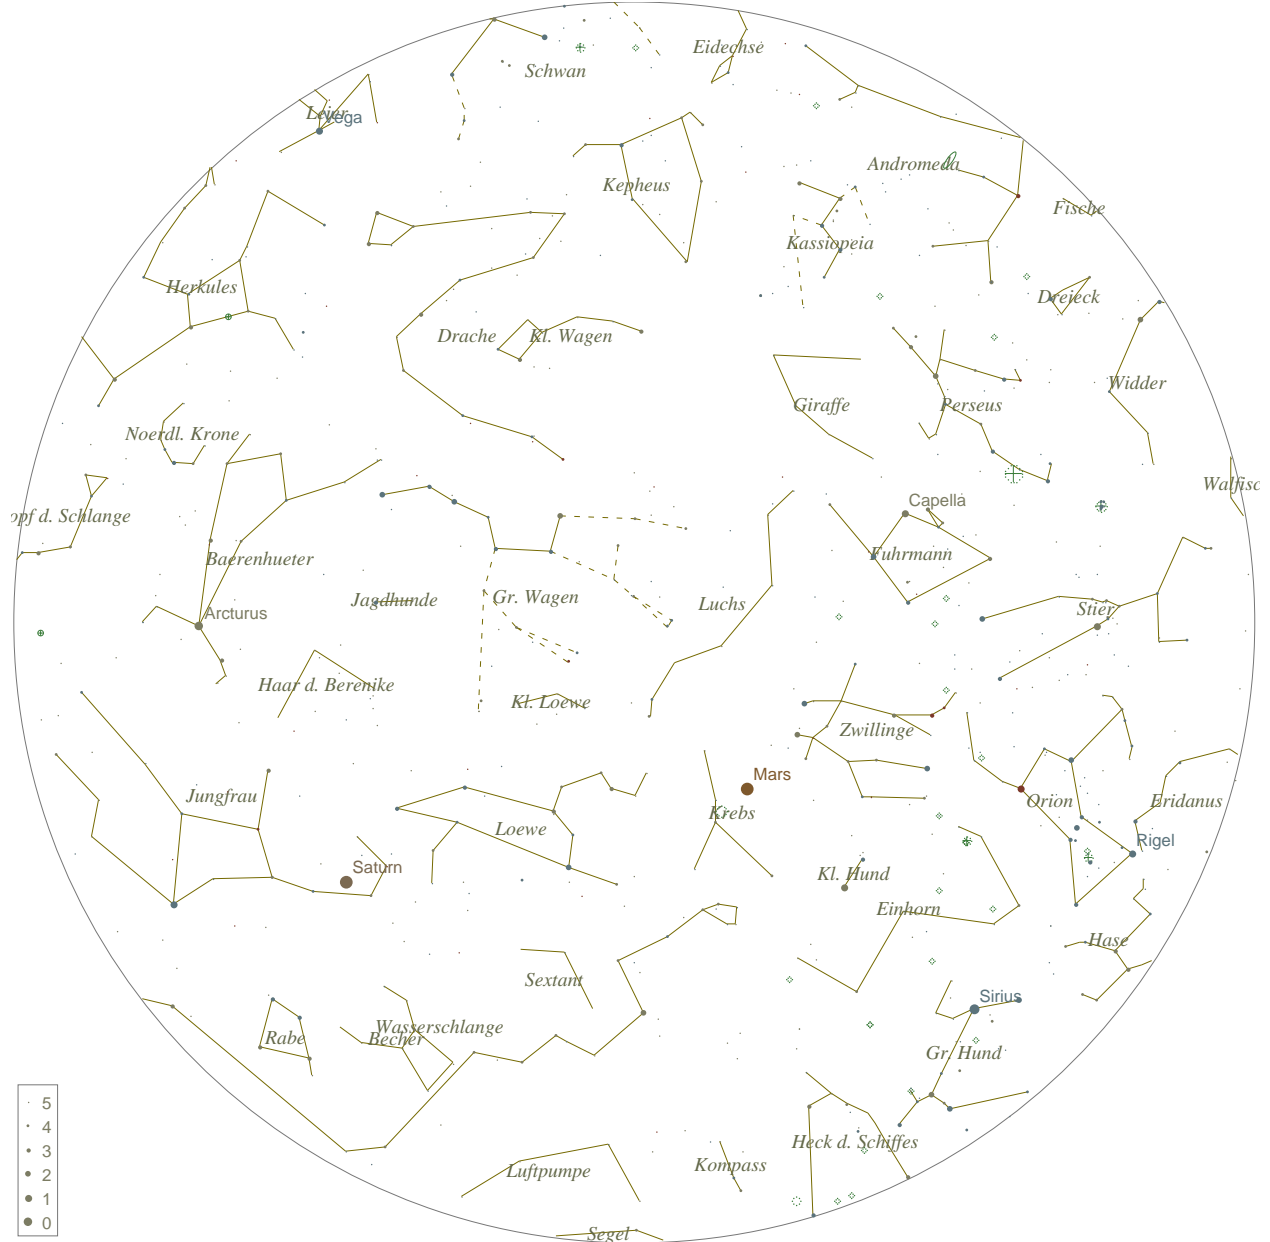 Eidechse
Schwan
Leier
Vega
Andromeda
Kepheus
Fische
Kassiopeia
Herkules
Dreieck
Drache
Kl. Wagen
Widder
Giraffe
Perseus
Noerdl. Krone
Walfisc
Capella
opf d. Schlange
Fuhrmann
Baerenhueter
Jagdhunde
Gr. Wagen
Luchs
Stier
Arcturus
Haar d. Berenike
Kl. Loewe
Zwillinge
Mars
Jungfrau
Orion
Eridanus
Krebs
Loewe
Rigel
Saturn
Kl. Hund
Einhorn
Hase
Sextant
Sirius
Wasserschlange
Rabe
Becher
Gr. Hund
Heck d. Schiffes
Kompass
Luftpumpe
Segel
5
4
3
2
1
0